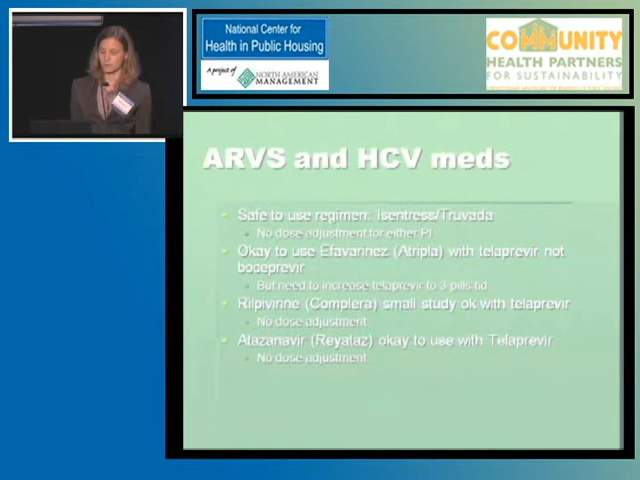 National Center for
Health in Public Housing
A project of
NORTH AMERICAN
MANAGEMENT
COMMUNITY
HEALTH PARTNERS
FOR SUSTAINABILITY
ARVS and HCV meds
Safe to use regimen: Isentress/Truvada
No dose adjustment for either PI
Okay to use Efavarinez (Atripla) with telaprevir not
boceprevir
But need to increase telaprevir to 3 pills tid
Rilpivirine (Complera) small study ok with telaprevir
No dose adjustment
Atazanavir (Reyataz) okay to use with Telaprevir
No dose adjustment